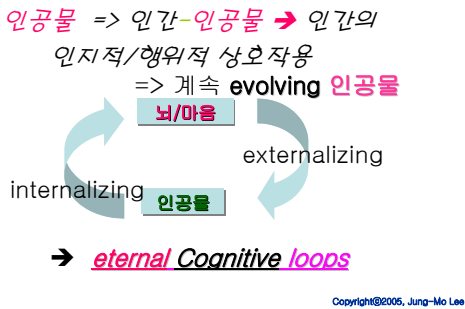 인공물 => 인간-인공물 ➔ 인간의
인지적/행위적 상호작용
=> 계속 evolving 인공물
뇌/마음
externalizing
internalizing
인공물
➔ eternal Cognitive loops
Copyright©2005, Jung-Mo Lee